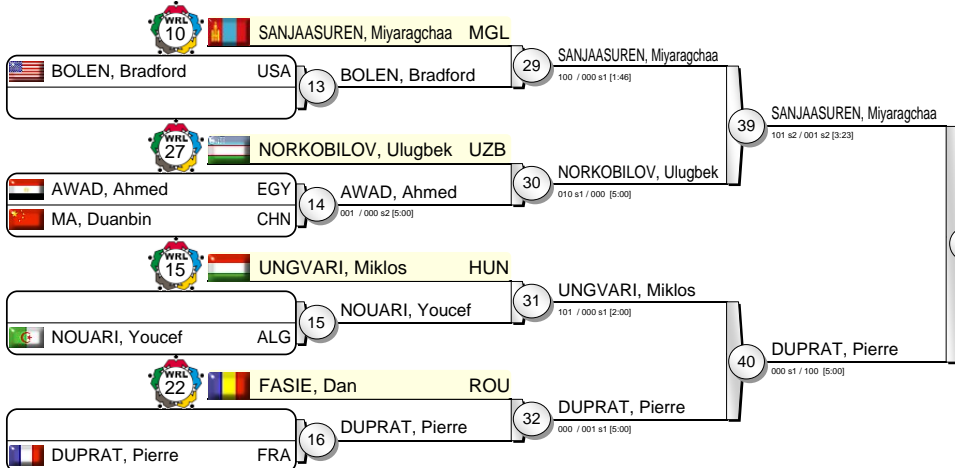 WRL
10
SANJAASUREN, Miyaragchaa MGL
BOLEN, Bradford USA
13
BOLEN, Bradford
29
SANJAASUREN, Miyaragchaa
100 / 000 s1 [1:46]
39
SANJAASUREN, Miyaragchaa
101 s2 / 001 s2 [3:23]
WRL
27
NORKOBILOV, Ulugbek UZB
AWAD, Ahmed EGY
MA, Duanbin CHN
14
AWAD, Ahmed
001 / 000 s2 [5:00]
30
NORKOBILOV, Ulugbek
010 s1 / 000 [5:00]
WRL
15
UNGVARI, Miklos HUN
NOUARI, Youcef ALG
15
NOUARI, Youcef
31
UNGVARI, Miklos
101 / 000 s1 [2:00]
40
DUPRAT, Pierre
000 s1 / 100 [5:00]
WRL
22
FASIE, Dan ROU
DUPRAT, Pierre FRA
16
DUPRAT, Pierre
32
DUPRAT, Pierre
000 / 001 s1 [5:00]